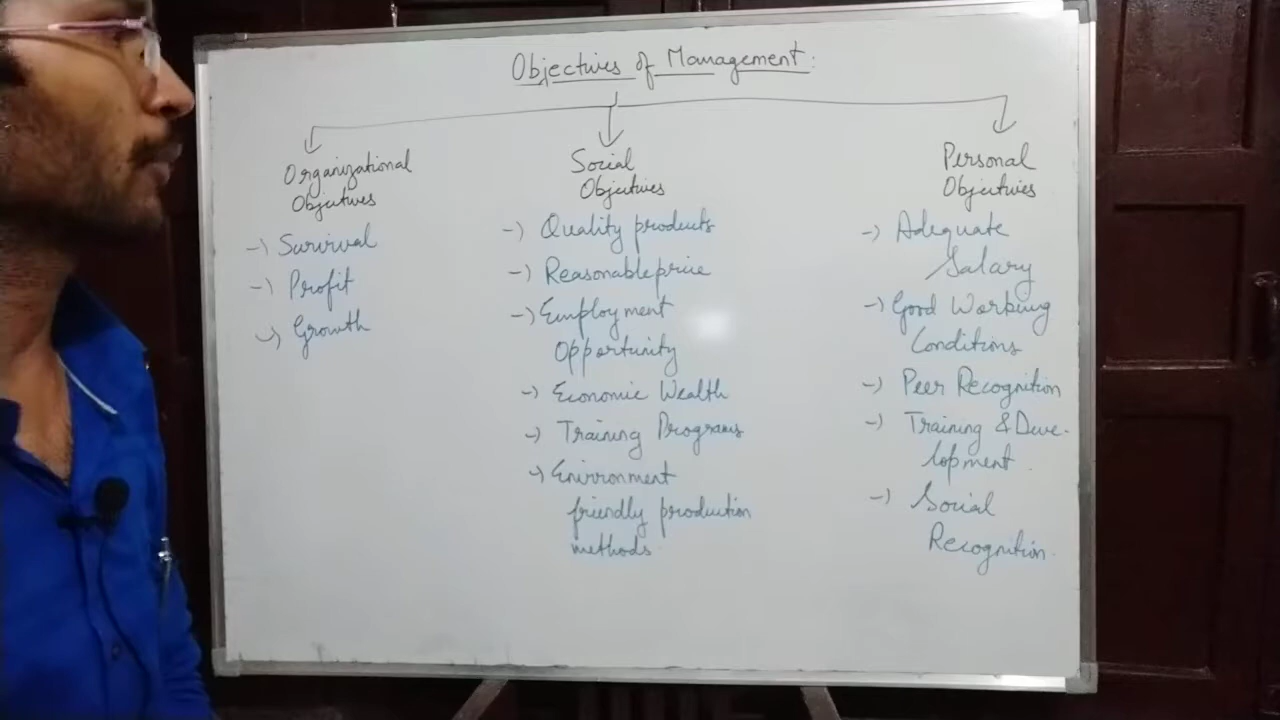 Objectives of Management:
Organizational
Objectives
-) Survival
-) Profit
-) Growth
Social
Objectives
-) Quality products
-) Reasonable price
-) Employment
Opportunity
-) Economic Wealth
-) Training Programs
-) Environment
friendly production
methods.
Personal
Objectives
-) Adequate
Salary
-) Good Working
Conditions
-) Peer Recognition
-) Training & Deve-
lopment.
-) Social
Recognition.